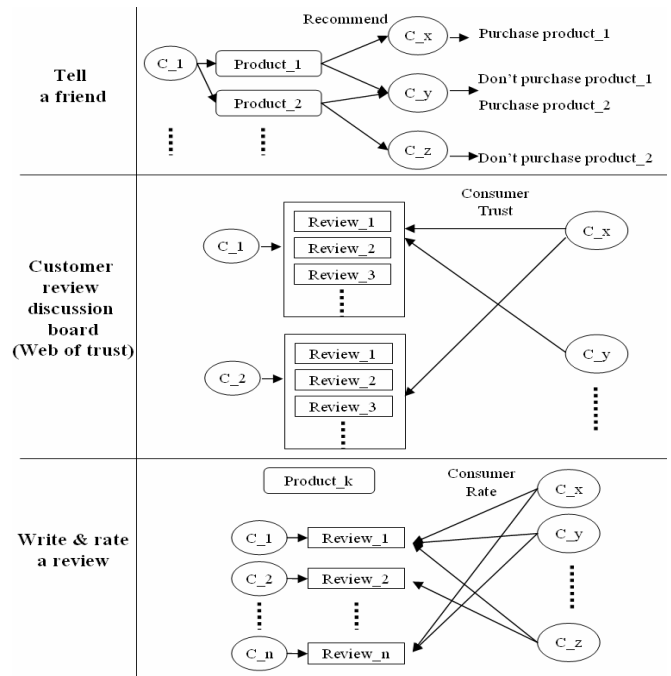 Tell
a friend
Recommend
C_1
Product_1
Product_2
C_x
C_y
C_z
Purchase product_1
Don't purchase product_1
Purchase product_2
Don't purchase product_2
Customer
review
discussion
board
(Web of trust)
C_1
Review_1
Review_2
Review_3
C_2
Review_1
Review_2
Review_3
Consumer
Trust
C_x
C_y
Write & rate
a review
Product_k
C_1
Review_1
C_2
Review_2
C_n
Review_n
Consumer
Rate
C_x
C_y
C_z